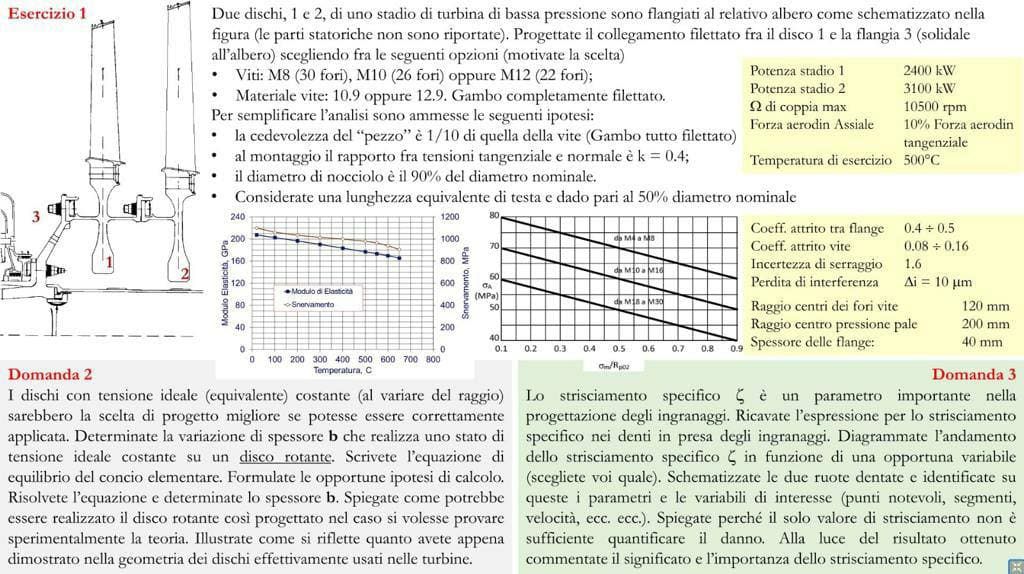 Esercizio 1
Due dischi, 1 e 2, di uno stadio di turbina di bassa pressione sono flangiati al relativo albero come schematizzato nella
figura (le parti statoriche non sono riportate). Progettate il collegamento filettato fra il disco 1 e la flangia 3 (solidale
all'albero) scegliendo fra le seguenti opzioni (motivate la scelta)
• Viti: M8 (30 fori), M10 (26 fori) oppure M12 (22 fori);
• Materiale vite: 10.9 oppure 12.9. Gambo completamente filettato.
Per semplificare l'analisi sono ammesse le seguenti ipotesi:
• la cedevolezza del "pezzo" è 1/10 di quella della vite (Gambo tutto filettato)
• al montaggio il rapporto fra tensioni tangenziale e normale è k = 0.4;
• il diametro di nocciolo è il 90% del diametro nominale.
• Considerate una lunghezza equivalente di testa e dado pari al 50% diametro nominale
Potenza stadio 1 2400 kW
Potenza stadio 2 3100 kW
Ω di coppia max 10500 rpm
Forza aerodin Assiale 10% Forza aerodin
tangenziale
Temperatura di esercizio 500°C
3
1
2
240
200
160
120
80
40
0
Modulo Elasticità, GPa
1200
1000
800
600
400
200
0
Snervamento, MPa
Modulo di Elasticità
Snervamento
0 100 200 300 400 500 600 700 800
Temperatura, C
80
70
60
50
40
σA
(MPa)
da M4 a M8
da M10 a M16
da M18 a M30
0.1 0.2 0.3 0.4 0.5 0.6 0.7 0.8 0.9
σm/Rp02
Coeff. attrito tra flange 0.4 ÷ 0.5
Coeff. attrito vite 0.08 ÷ 0.16
Incertezza di serraggio 1.6
Perdita di interferenza Δi = 10 μm
Raggio centri dei fori vite 120 mm
Raggio centro pressione pale 200 mm
Spessore delle flange: 40 mm
Domanda 2
I dischi con tensione ideale (equivalente) costante (al variare del raggio)
sarebbero la scelta di progetto migliore se potesse essere correttamente
applicata. Determinate la variazione di spessore b che realizza uno stato di
tensione ideale costante su un disco rotante. Scrivete l'equazione di
equilibrio del concio elementare. Formulate le opportune ipotesi di calcolo.
Risolvete l'equazione e determinate lo spessore b. Spiegate come potrebbe
essere realizzato il disco rotante così progettato nel caso si volesse provare
sperimentalmente la teoria. Illustrate come si riflette quanto avete appena
dimostrato nella geometria dei dischi effettivamente usati nelle turbine.
Domanda 3
Lo strisciamento specifico ζ è un parametro importante nella
progettazione degli ingranaggi. Ricavate l'espressione per lo strisciamento
specifico nei denti in presa degli ingranaggi. Diagrammate l'andamento
dello strisciamento specifico ζ in funzione di una opportuna variabile
(scegliete voi quale). Schematizzate le due ruote dentate e identificate su
queste i parametri e le variabili di interesse (punti notevoli, segmenti,
velocità, ecc. ecc.). Spiegate perché il solo valore di strisciamento non è
sufficiente quantificare il danno. Alla luce del risultato ottenuto
commentate il significato e l'importanza dello strisciamento specifico.